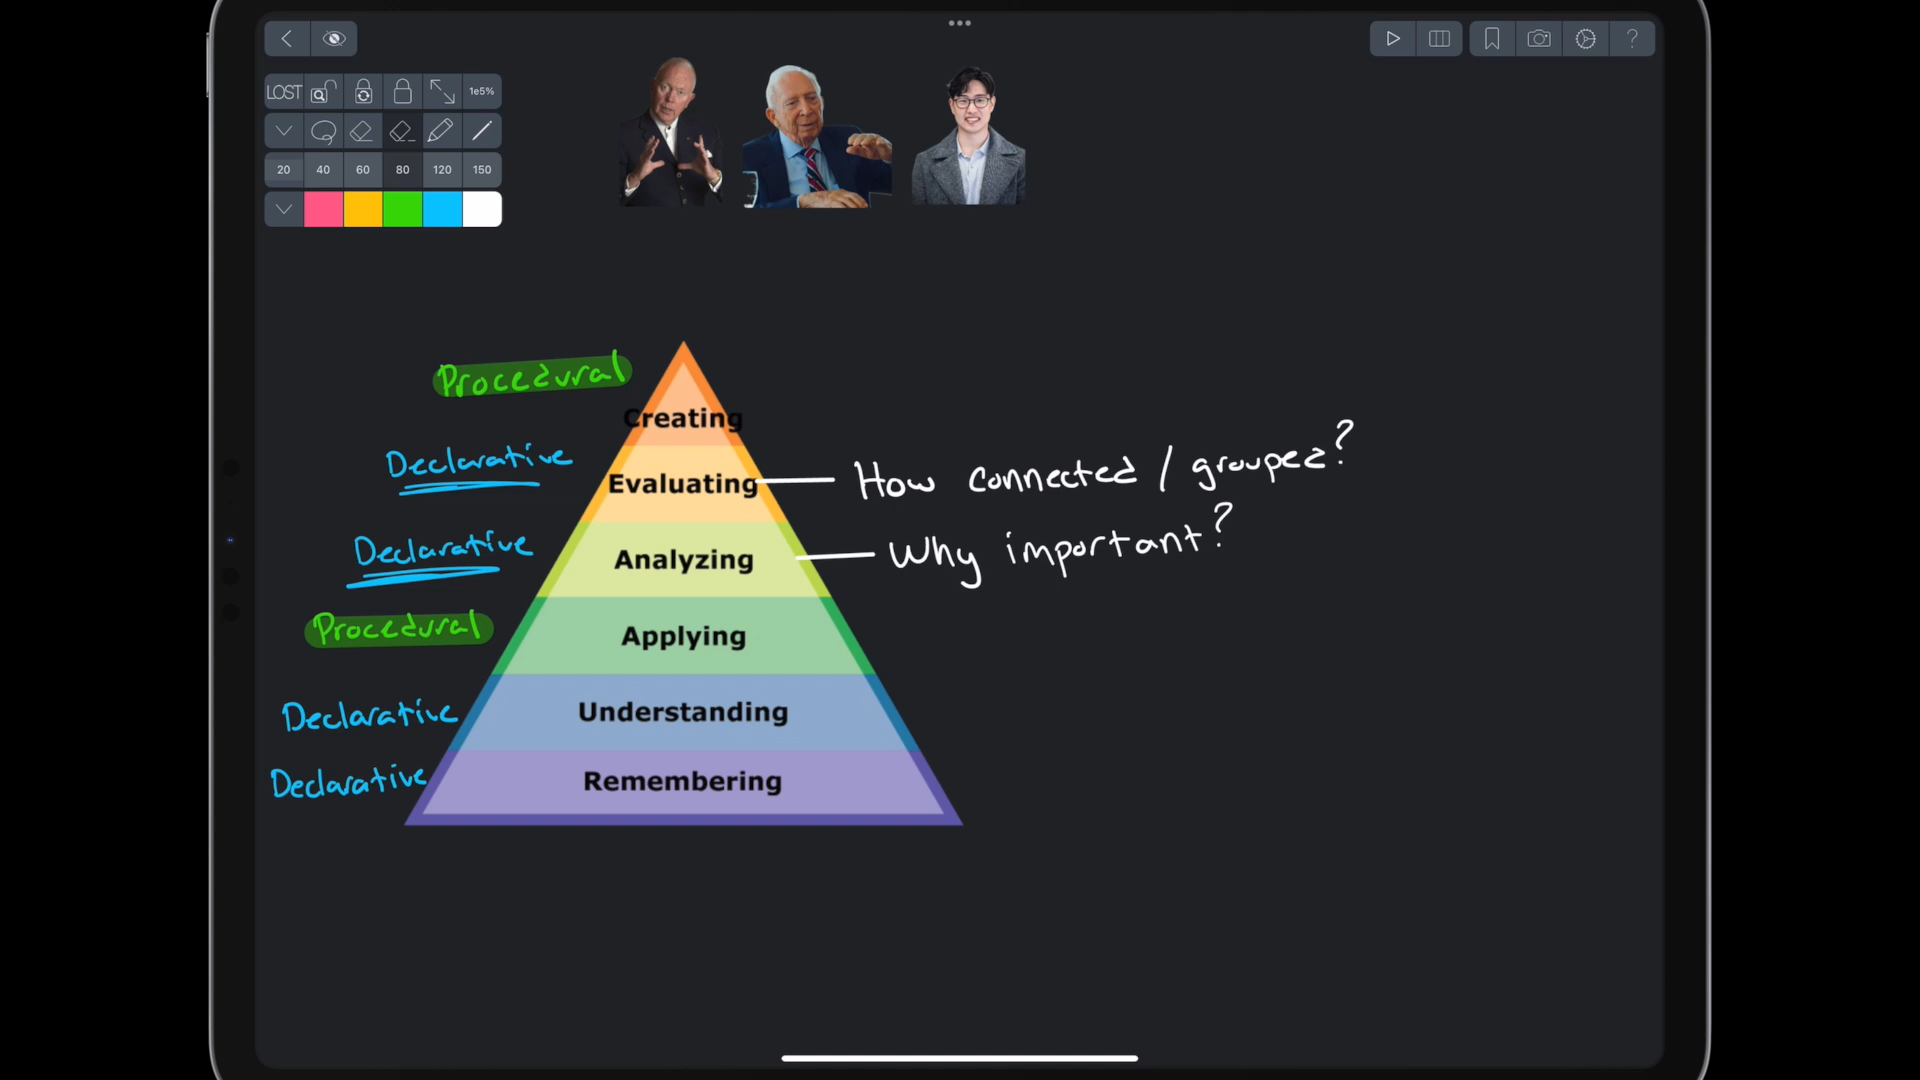 LOST 1e5%
20 40 60 80 120 150
?
Procedural
Creating
Declarative
Evaluating
How connected / grouped?
Declarative
Analyzing
Why important?
Procedural
Applying
Declarative
Understanding
Declarative
Remembering